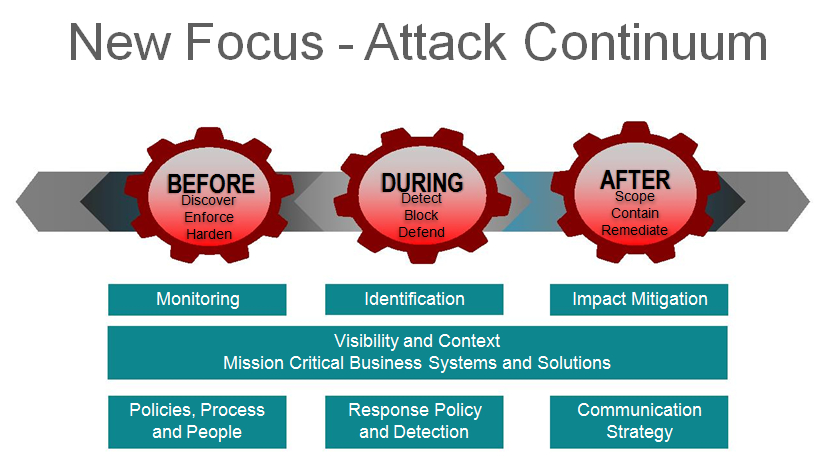 New Focus - Attack Continuum
BEFORE
Discover
Enforce
Harden
DURING
Detect
Block
Defend
AFTER
Scope
Contain
Remediate
Monitoring
Identification
Impact Mitigation
Visibility and Context
Mission Critical Business Systems and Solutions
Policies, Process
and People
Response Policy
and Detection
Communication
Strategy